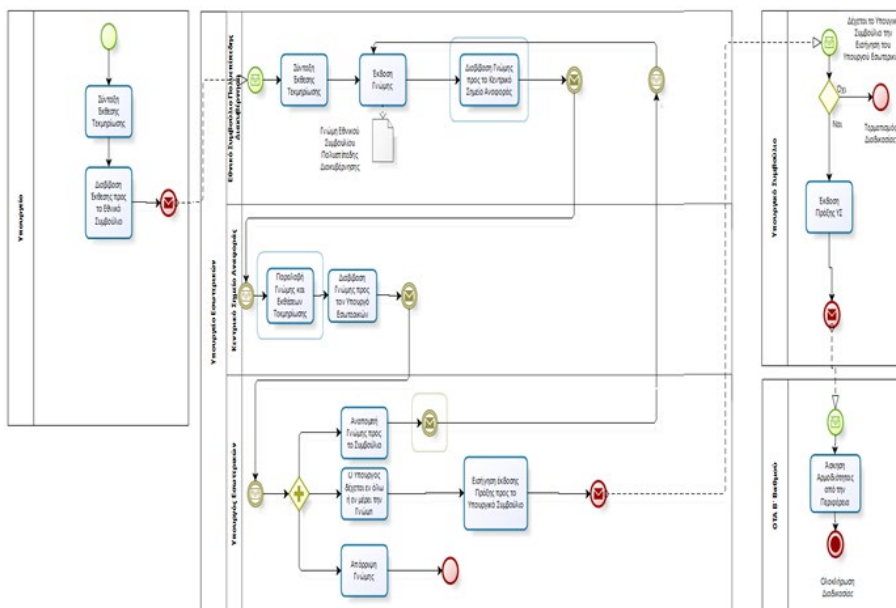 Υπουργείο
Σύνταξη
Έκθεσης
Τεκμηρίωσης
Διαβίβαση
Έκθεσης προς
το Εθνικό
Συμβούλιο
Υπουργείο Εσωτερικών
Εθνικό Συμβούλιο Πολυεπίπεδης
Διακυβέρνησης
Σύνταξη
Έκθεσης
Τεκμηρίωσης
Έκδοση
Γνώμης
Γνώμη Εθνικού
Συμβουλίου
Πολυεπίπεδης
Διακυβέρνησης
Διαβίβαση Γνώμης
προς το Κεντρικό
Σημείο Αναφοράς
Κεντρικό Σημείο Αναφοράς
Παραλαβή
Γνώμης και
Εκθέσεων
Τεκμηρίωσης
Διαβίβαση
Γνώμης προς
τον Υπουργό
Εσωτερικών
Υπουργός Εσωτερικών
Αναπομπή
Γνώμης προς
το Συμβούλιο
Ο Υπουργός
δέχεται εν όλω
ή εν μέρει την
Γνώμη
Εισήγηση έκδοσης
Πράξης προς το
Υπουργικό Συμβούλιο
Απόρριψη
Γνώμης
Υπουργικό Συμβούλιο
Δέχεται το Υπουργικό
Συμβούλιο την
Εισήγηση του
Υπουργού Εσωτερικών
Όχι
Ναι
Τερματισμός
Διαδικασίας
Έκδοση
Πράξης ΥΣ
ΟΤΑ Β' Βαθμού
Άσκηση
Αρμοδιότητας
από την
Περιφέρεια
Ολοκλήρωση
Διαδικασίας